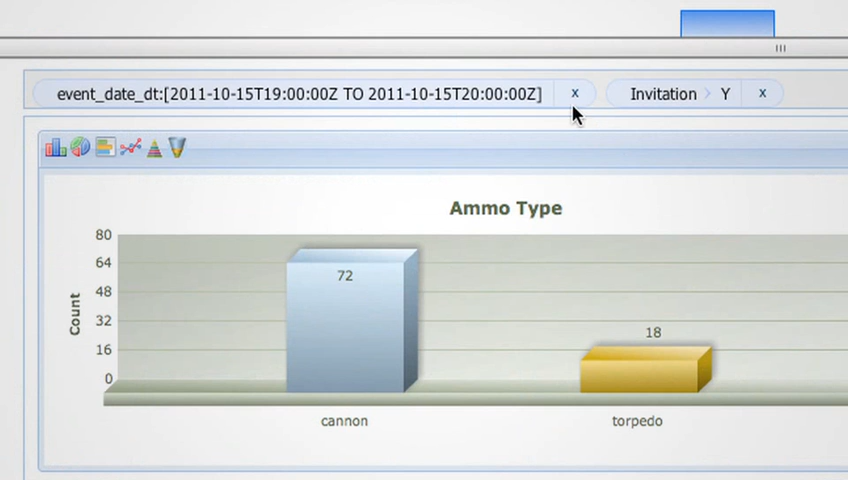 event_date_dt:[2011-10-15T19:00:00Z TO 2011-10-15T20:00:00Z] x Invitation Y x
Ammo Type
80
64
48
32
16
0
Count
72
18
cannon torpedo